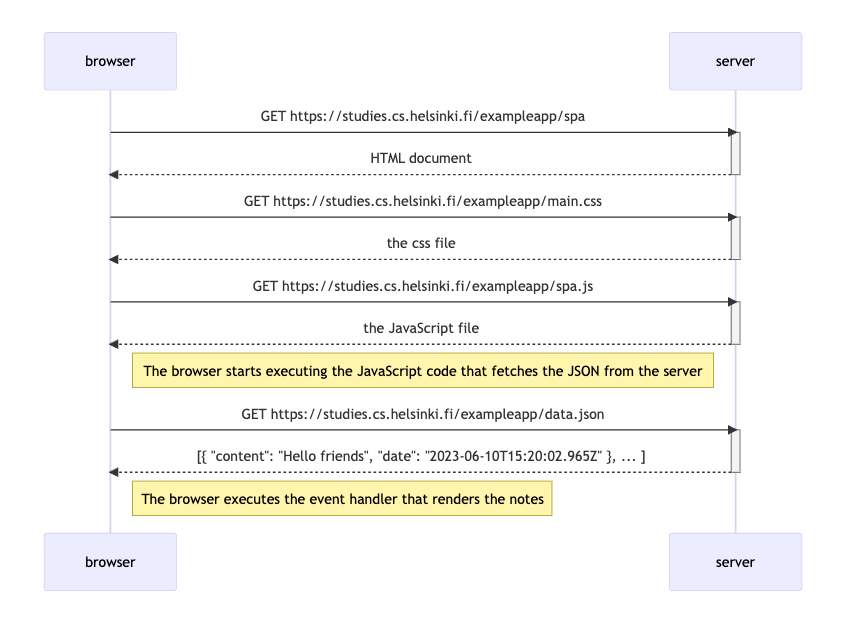 browser
server
GET https://studies.cs.helsinki.fi/exampleapp/spa
HTML document
GET https://studies.cs.helsinki.fi/exampleapp/main.css
the css file
GET https://studies.cs.helsinki.fi/exampleapp/spa.js
the JavaScript file
The browser starts executing the JavaScript code that fetches the JSON from the server
GET https://studies.cs.helsinki.fi/exampleapp/data.json
[{ "content": "Hello friends", "date": "2023-06-10T15:20:02.965Z" }, ... ]
The browser executes the event handler that renders the notes
browser
server